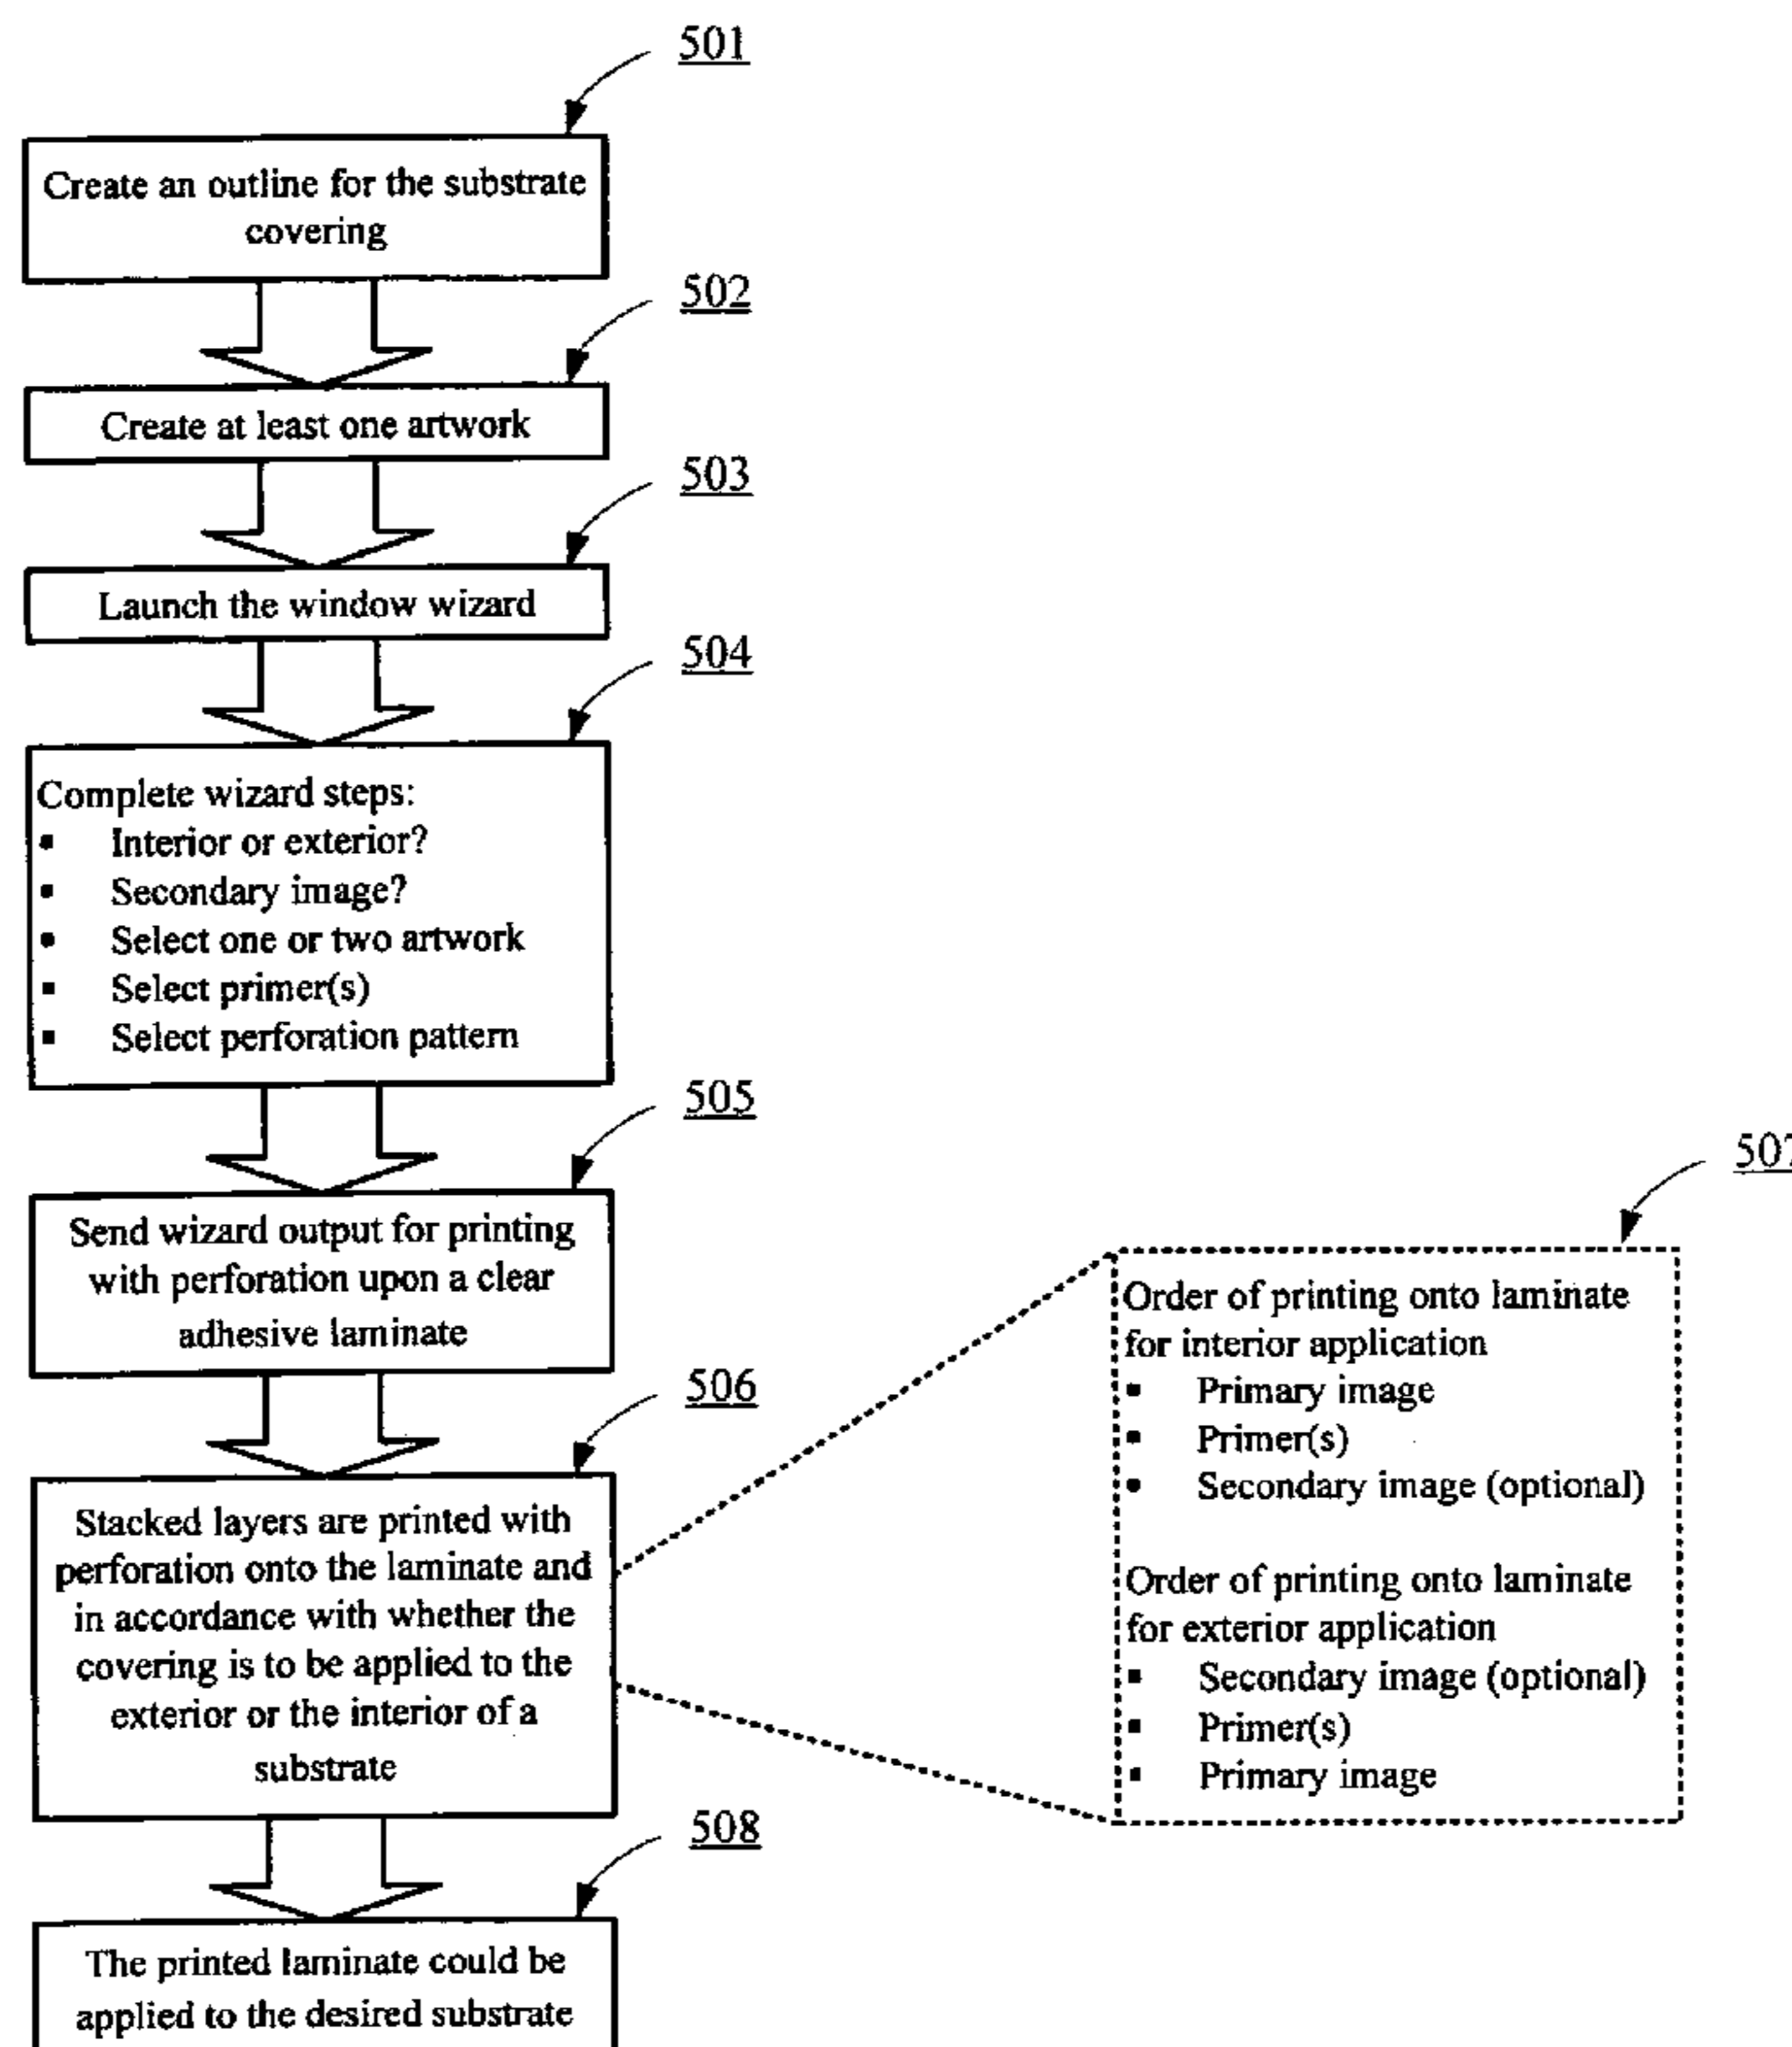 501
Create an outline for the substrate
covering
502
Create at least one artwork
503
Launch the window wizard
504
Complete wizard steps:
▪ Interior or exterior?
▪ Secondary image?
• Select one or two artwork
▪ Select primer(s)
▪ Select perforation pattern
505
Send wizard output for printing
with perforation upon a clear
adhesive laminate
506
Stacked layers are printed with
perforation onto the laminate and
in accordance with whether the
covering is to be applied to the
exterior or the interior of a
substrate
507
Order of printing onto laminate
for interior application
▪ Primary image
▪ Primer(s)
• Secondary image (optional)
Order of printing onto laminate
for exterior application
▪ Secondary image (optional)
▪ Primer(s)
▪ Primary image
508
The printed laminate could be
applied to the desired substrate